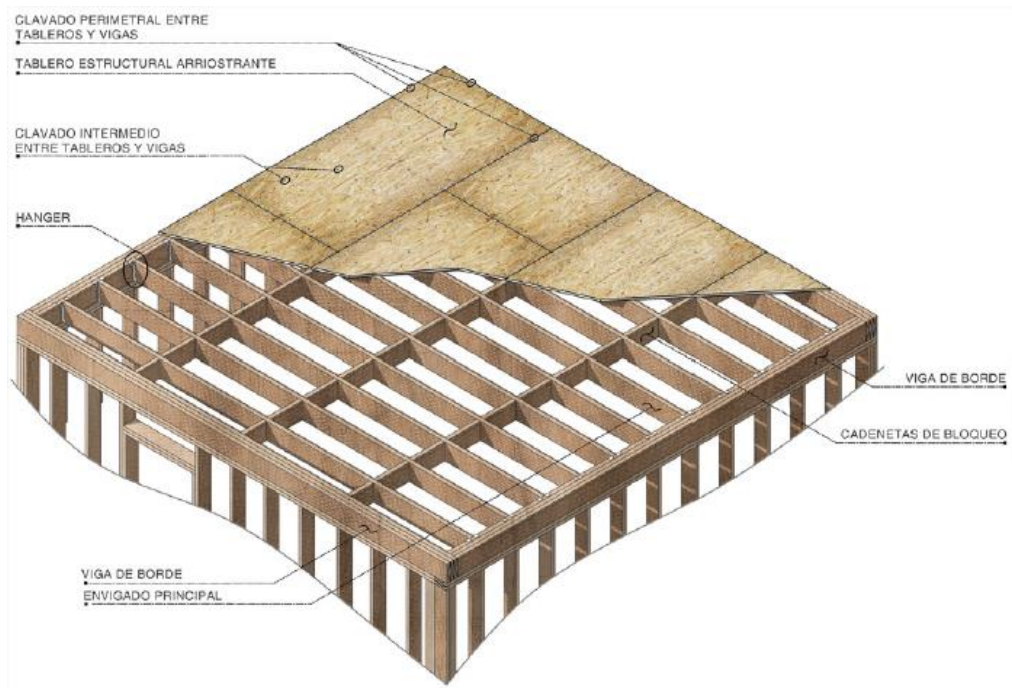 CLAVADO PERIMETRAL ENTRE
TABLEROS Y VIGAS
TABLERO ESTRUCTURAL ARRIOSTRANTE
CLAVADO INTERMEDIO
ENTRE TABLEROS Y VIGAS
HANGER
VIGA DE BORDE
CADENETAS DE BLOQUEO
VIGA DE BORDE
ENVIGADO PRINCIPAL